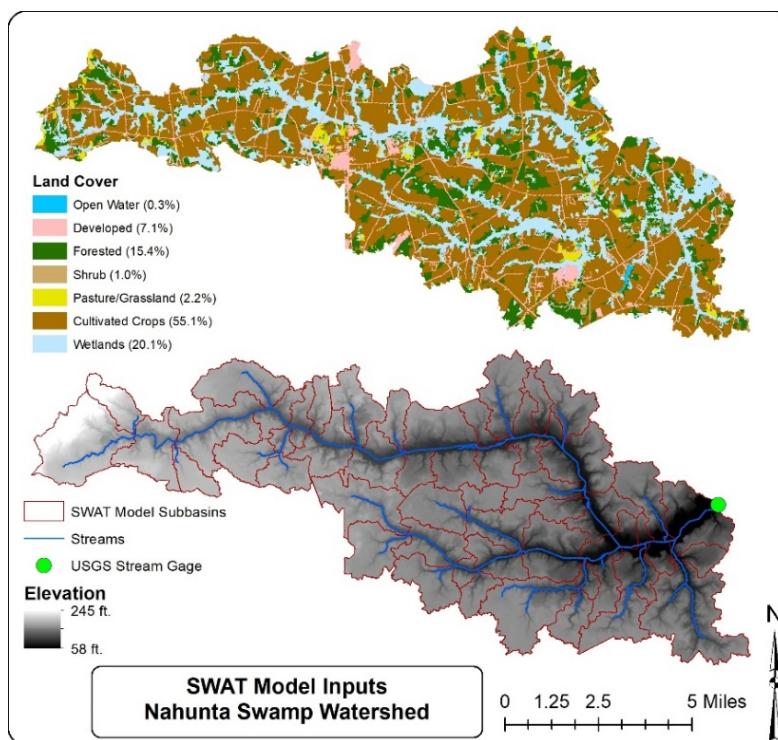 Land Cover
Open Water (0.3%)
Developed (7.1%)
Forested (15.4%)
Shrub (1.0%)
Pasture/Grassland (2.2%)
Cultivated Crops (55.1%)
Wetlands (20.1%)
SWAT Model Subbasins
Streams
USGS Stream Gage
Elevation
245 ft.
58 ft.
SWAT Model Inputs
Nahunta Swamp Watershed
0 1.25 2.5 5 Miles
N